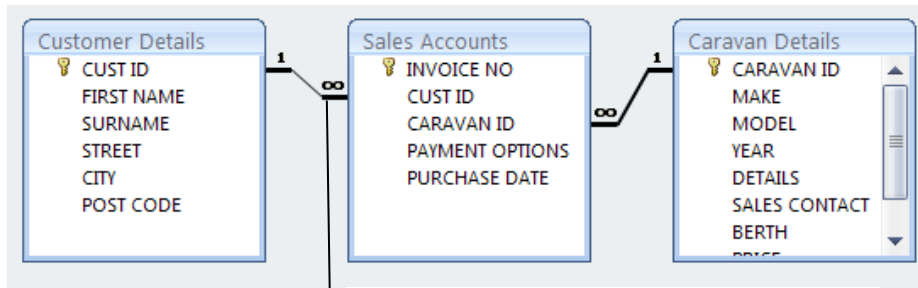 Customer Details
CUST ID
FIRST NAME
SURNAME
STREET
CITY
POST CODE
1
∞
Sales Accounts
INVOICE NO
CUST ID
CARAVAN ID
PAYMENT OPTIONS
PURCHASE DATE
∞
1
Caravan Details
CARAVAN ID
MAKE
MODEL
YEAR
DETAILS
SALES CONTACT
BERTH